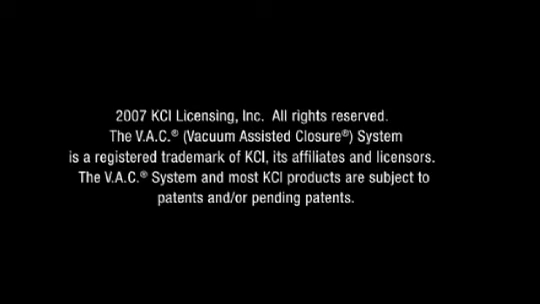 2007 KCI Licensing, Inc. All rights reserved.
The V.A.C.® (Vacuum Assisted Closure®) System
is a registered trademark of KCI, its affiliates and licensors.
The V.A.C.® System and most KCI products are subject to
patents and/or pending patents.